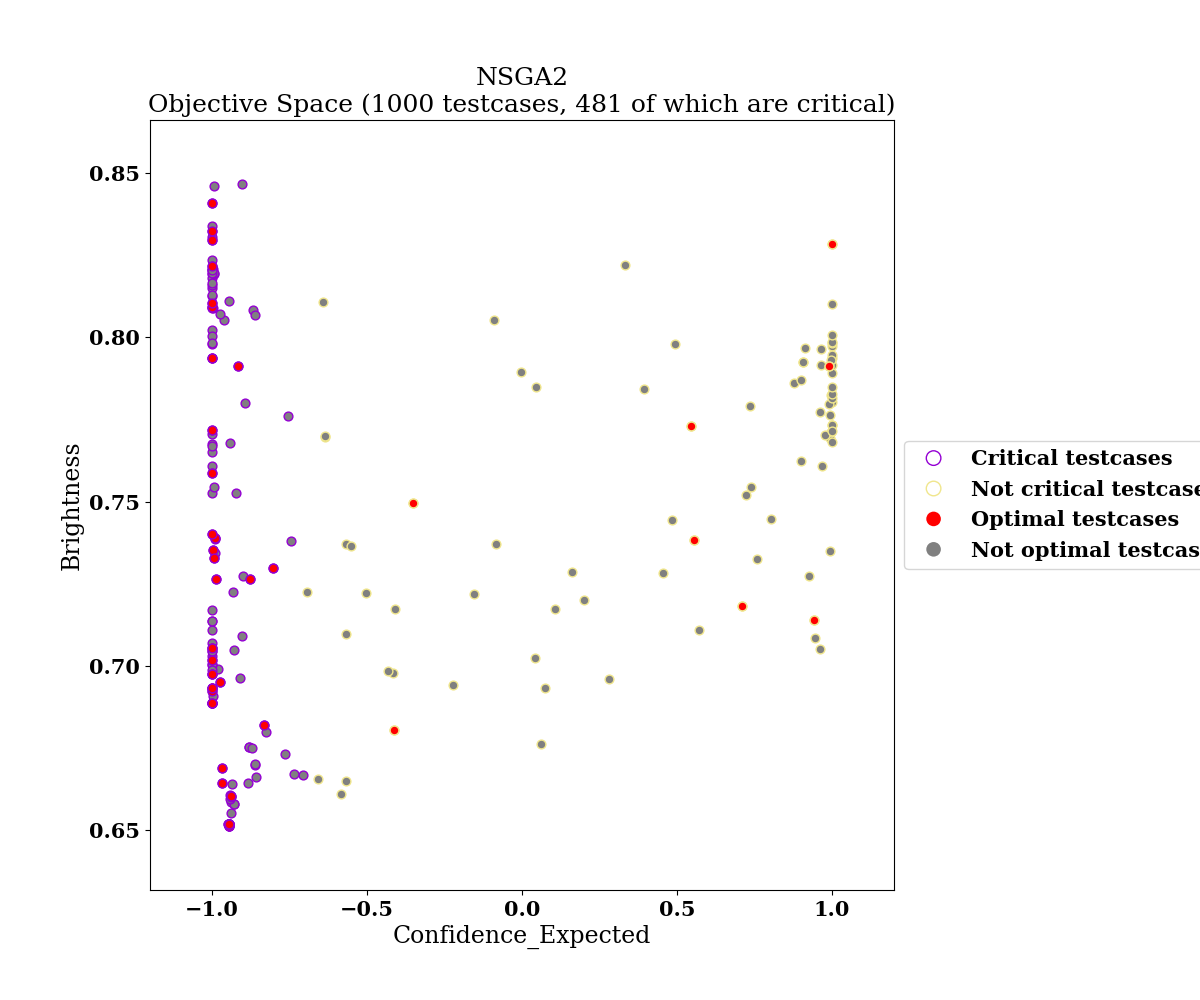 NSGA2
Objective Space (1000 testcases, 481 of which are critical)
0.85
0.80
0.75
0.70
0.65
Brightness
−1.0
−0.5
0.0
0.5
1.0
Confidence_Expected
Critical testcases
Not critical testcase
Optimal testcases
Not optimal testcas